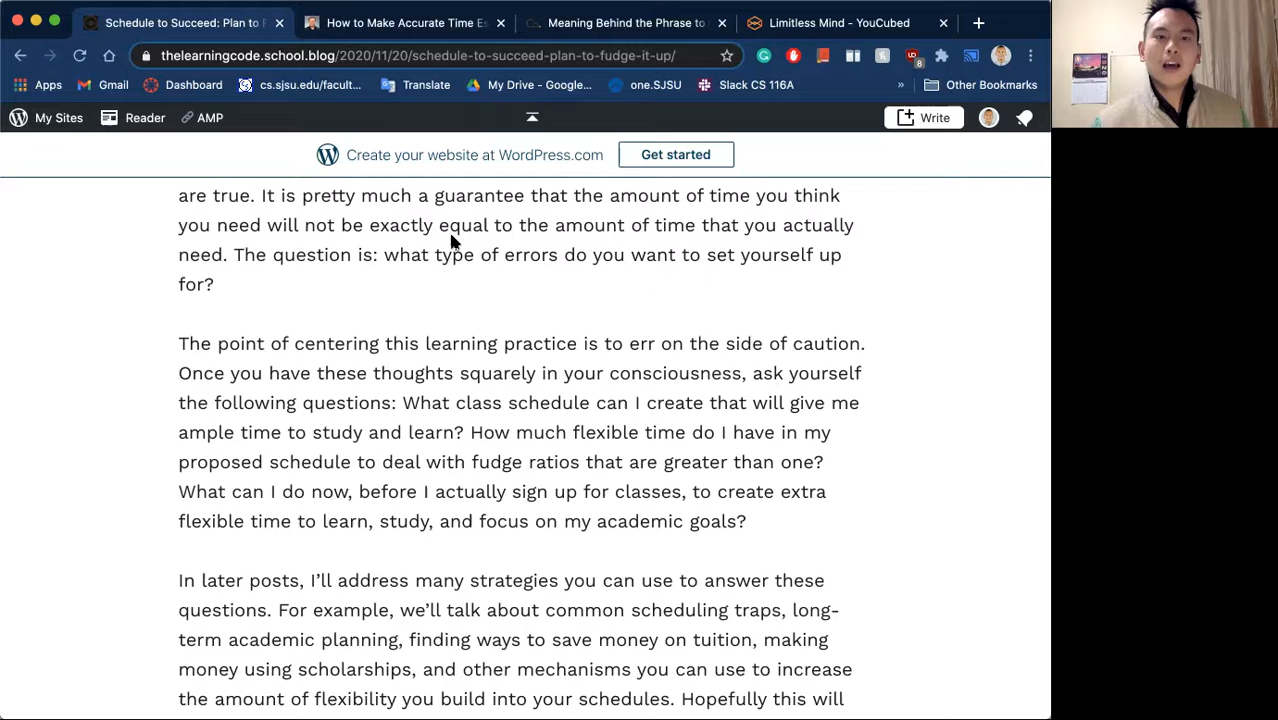 Schedule to Succeed: Plan to F
How to Make Accurate Time Es
Meaning Behind the Phrase to
Limitless Mind - YouCubed
thelearningcode.school.blog/2020/11/20/schedule-to-succeed-plan-to-fudge-it-up/
8
Apps
Gmail
Dashboard
cs.sjsu.edu/facult...
Translate
My Drive - Google...
one.SJSU
Slack CS 116A
»
Other Bookmarks
My Sites
Reader
AMP
Write
Create your website at WordPress.com
Get started
are true. It is pretty much a guarantee that the amount of time you think
you need will not be exactly equal to the amount of time that you actually
need. The question is: what type of errors do you want to set yourself up
for?
The point of centering this learning practice is to err on the side of caution.
Once you have these thoughts squarely in your consciousness, ask yourself
the following questions: What class schedule can I create that will give me
ample time to study and learn? How much flexible time do I have in my
proposed schedule to deal with fudge ratios that are greater than one?
What can I do now, before I actually sign up for classes, to create extra
flexible time to learn, study, and focus on my academic goals?
In later posts, I’ll address many strategies you can use to answer these
questions. For example, we’ll talk about common scheduling traps, long-
term academic planning, finding ways to save money on tuition, making
money using scholarships, and other mechanisms you can use to increase
the amount of flexibility you build into your schedules. Hopefully this will